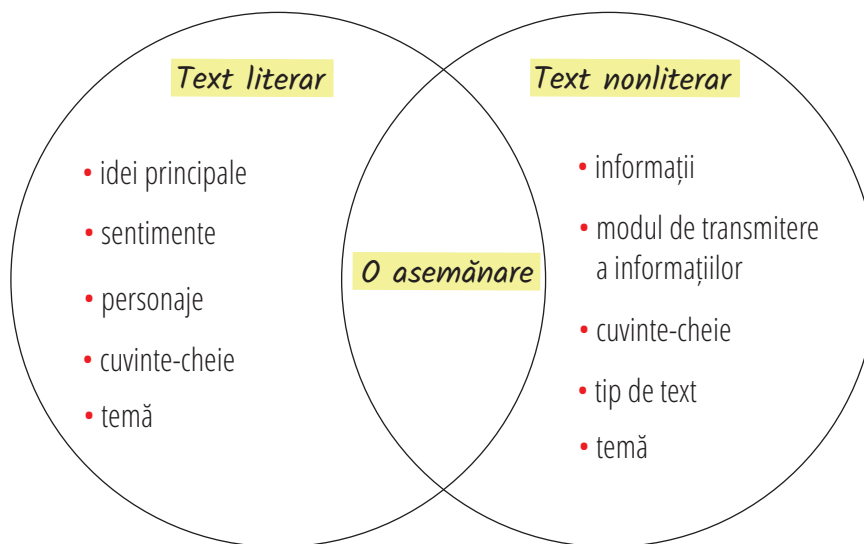 Text literar
• idei principale
• sentimente
• personaje
• cuvinte-cheie
• temă
O asemănare
Text nonliterar
• informații
• modul de transmitere
a informațiilor
• cuvinte-cheie
• tip de text
• temă